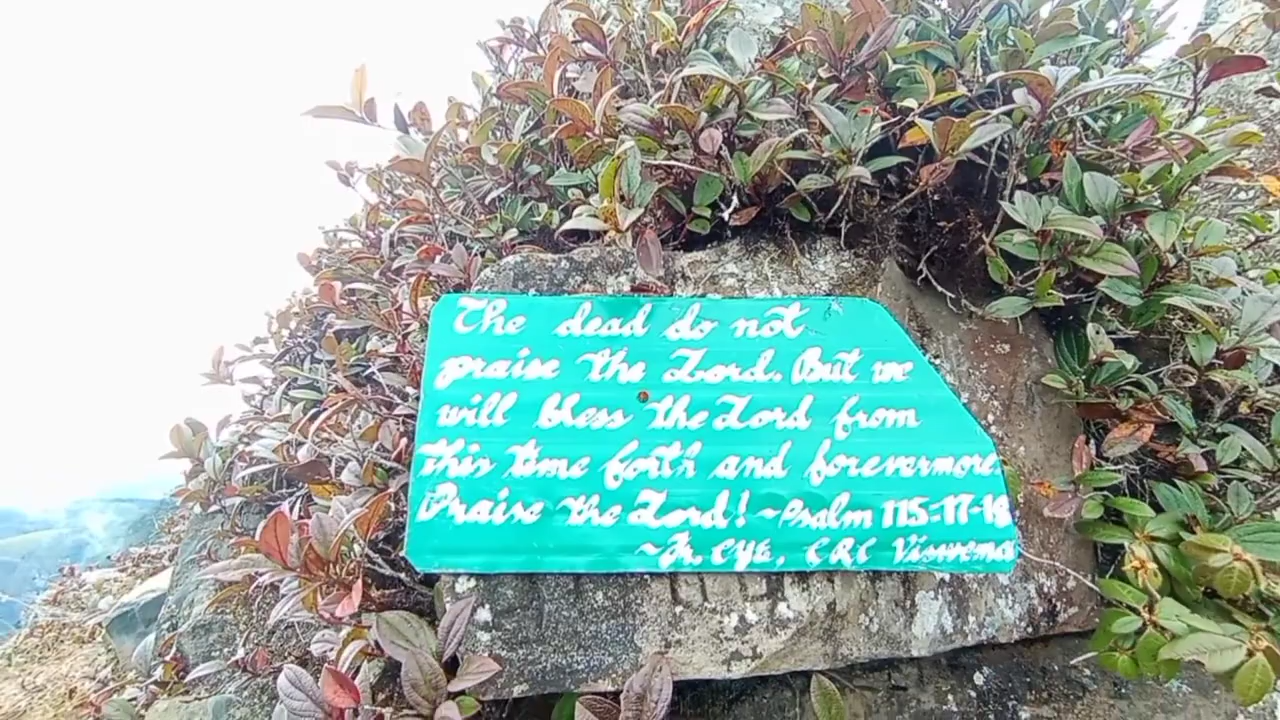 The dead do not
praise the Lord. But we
will bless the Lord from
this time forth and forevermore.
Praise the Lord! ~Psalm 115:17-18
~Jr. CYE, CRC Viswema